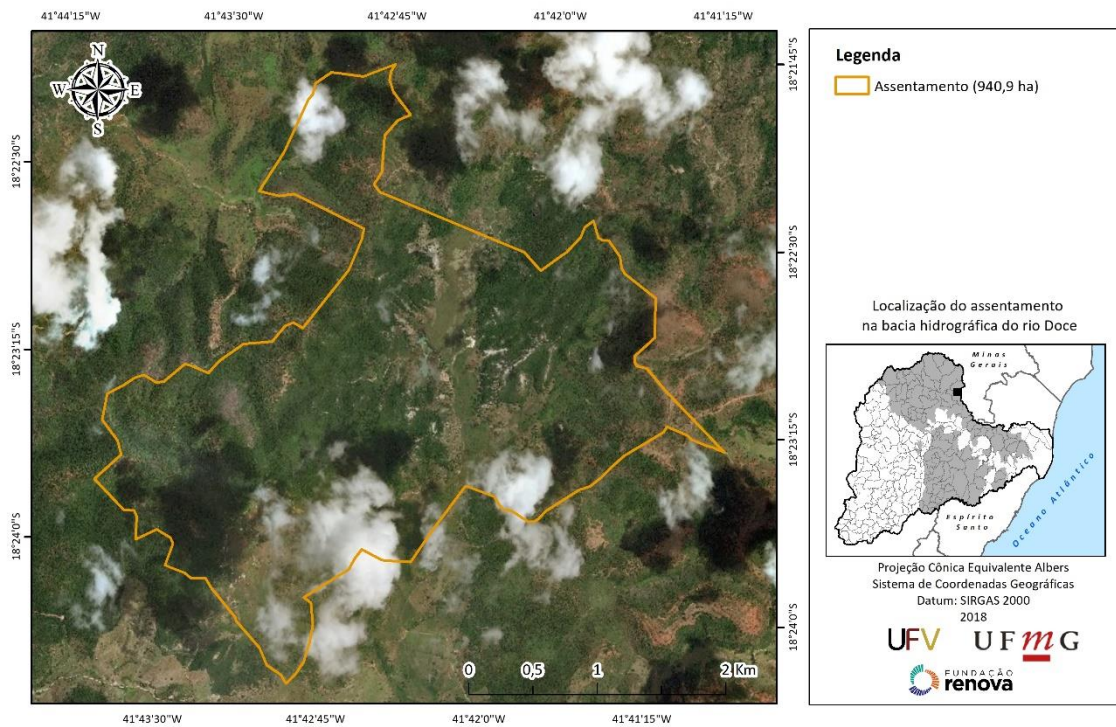 41°44'15"W 41°43'30"W 41°42'45"W 41°42'0"W 41°41'15"W
N
W E
S
18°21'45"S
18°22'30"S
18°22'30"S
18°23'15"S
18°23'15"S
18°24'0"S
18°24'0"S
0 0,5 1 2 Km
41°43'30"W 41°42'45"W 41°42'0"W 41°41'15"W
Legenda
Assentamento (940,9 ha)
Localização do assentamento
na bacia hidrográfica do rio Doce
Minas
Gerais
Espírito
Santo
Oceano Atlântico
Projeção Cônica Equivalente Albers
Sistema de Coordenadas Geográficas
Datum: SIRGAS 2000
2018
UFV UFmG
FUNDAÇÃO
renova